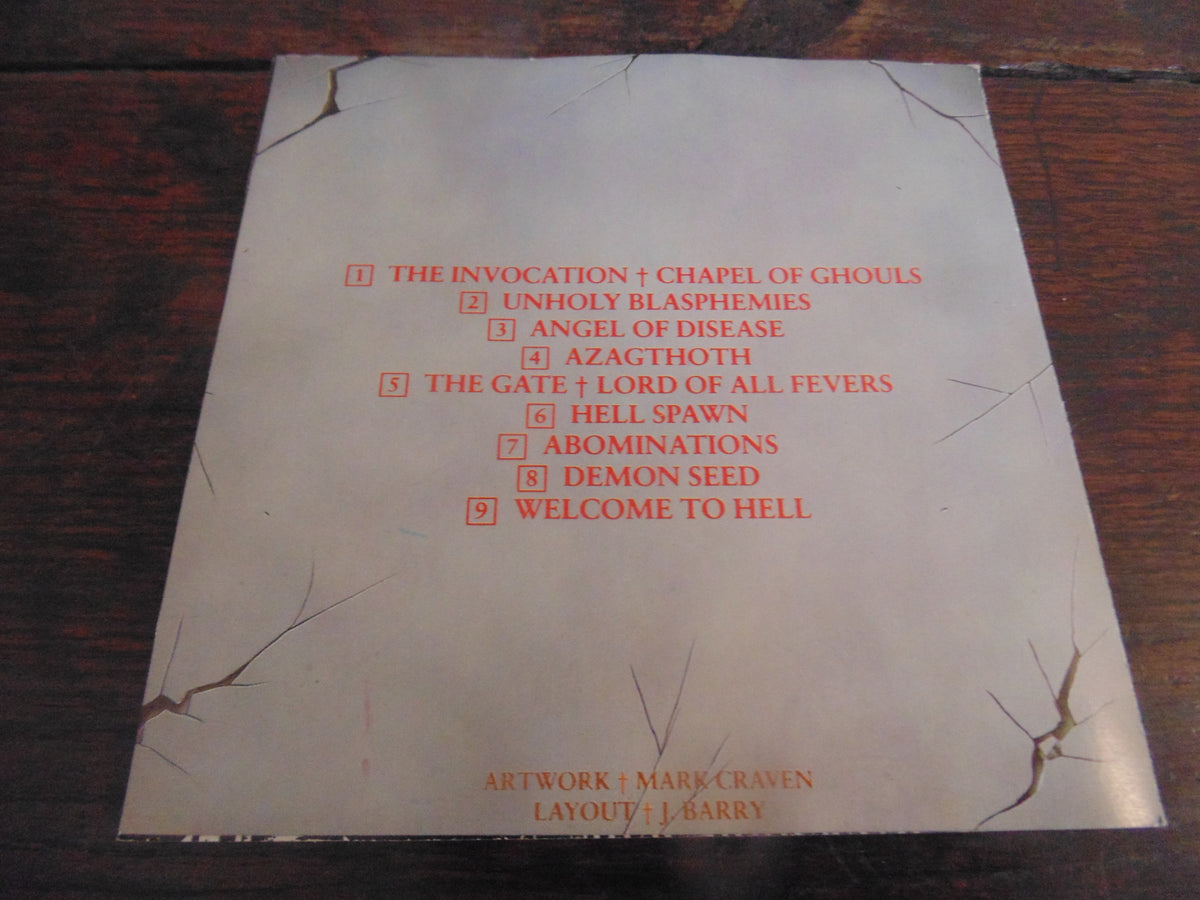 1 THE INVOCATION † CHAPEL OF GHOULS
2 UNHOLY BLASPHEMIES
3 ANGEL OF DISEASE
4 AZAGTHOTH
5 THE GATE † LORD OF ALL FEVERS
6 HELL SPAWN
7 ABOMINATIONS
8 DEMON SEED
9 WELCOME TO HELL
ARTWORK † MARK CRAVEN
LAYOUT † J. BARRY